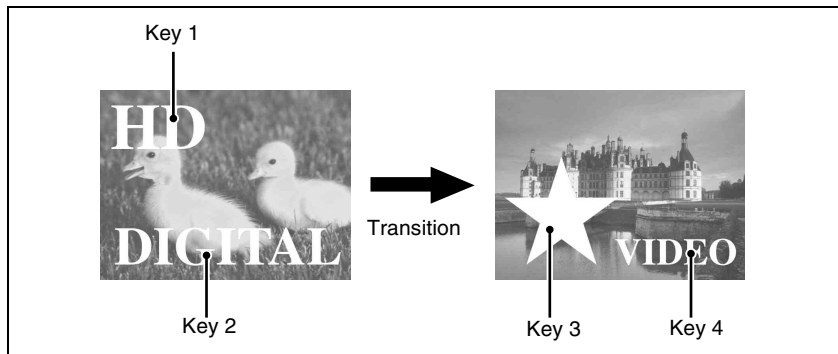 Key 1
HD
DIGITAL
Key 2
Transition
VIDEO
Key 3
Key 4